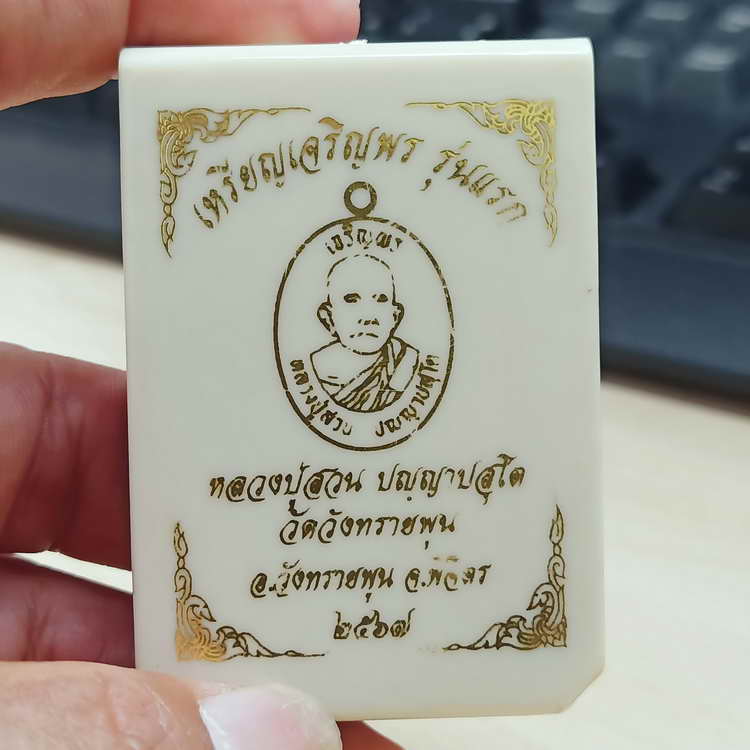 เหรียญเจริญพร รุ่นแรก
เจริญพร
หลวงปู่สวน ปญฺญาปสุโต
หลวงปู่สวน ปญฺญาปสุโต
วัดวังทรายพูน
อ.วังทรายพูน จ.พิจิตร
๒๕๖๗